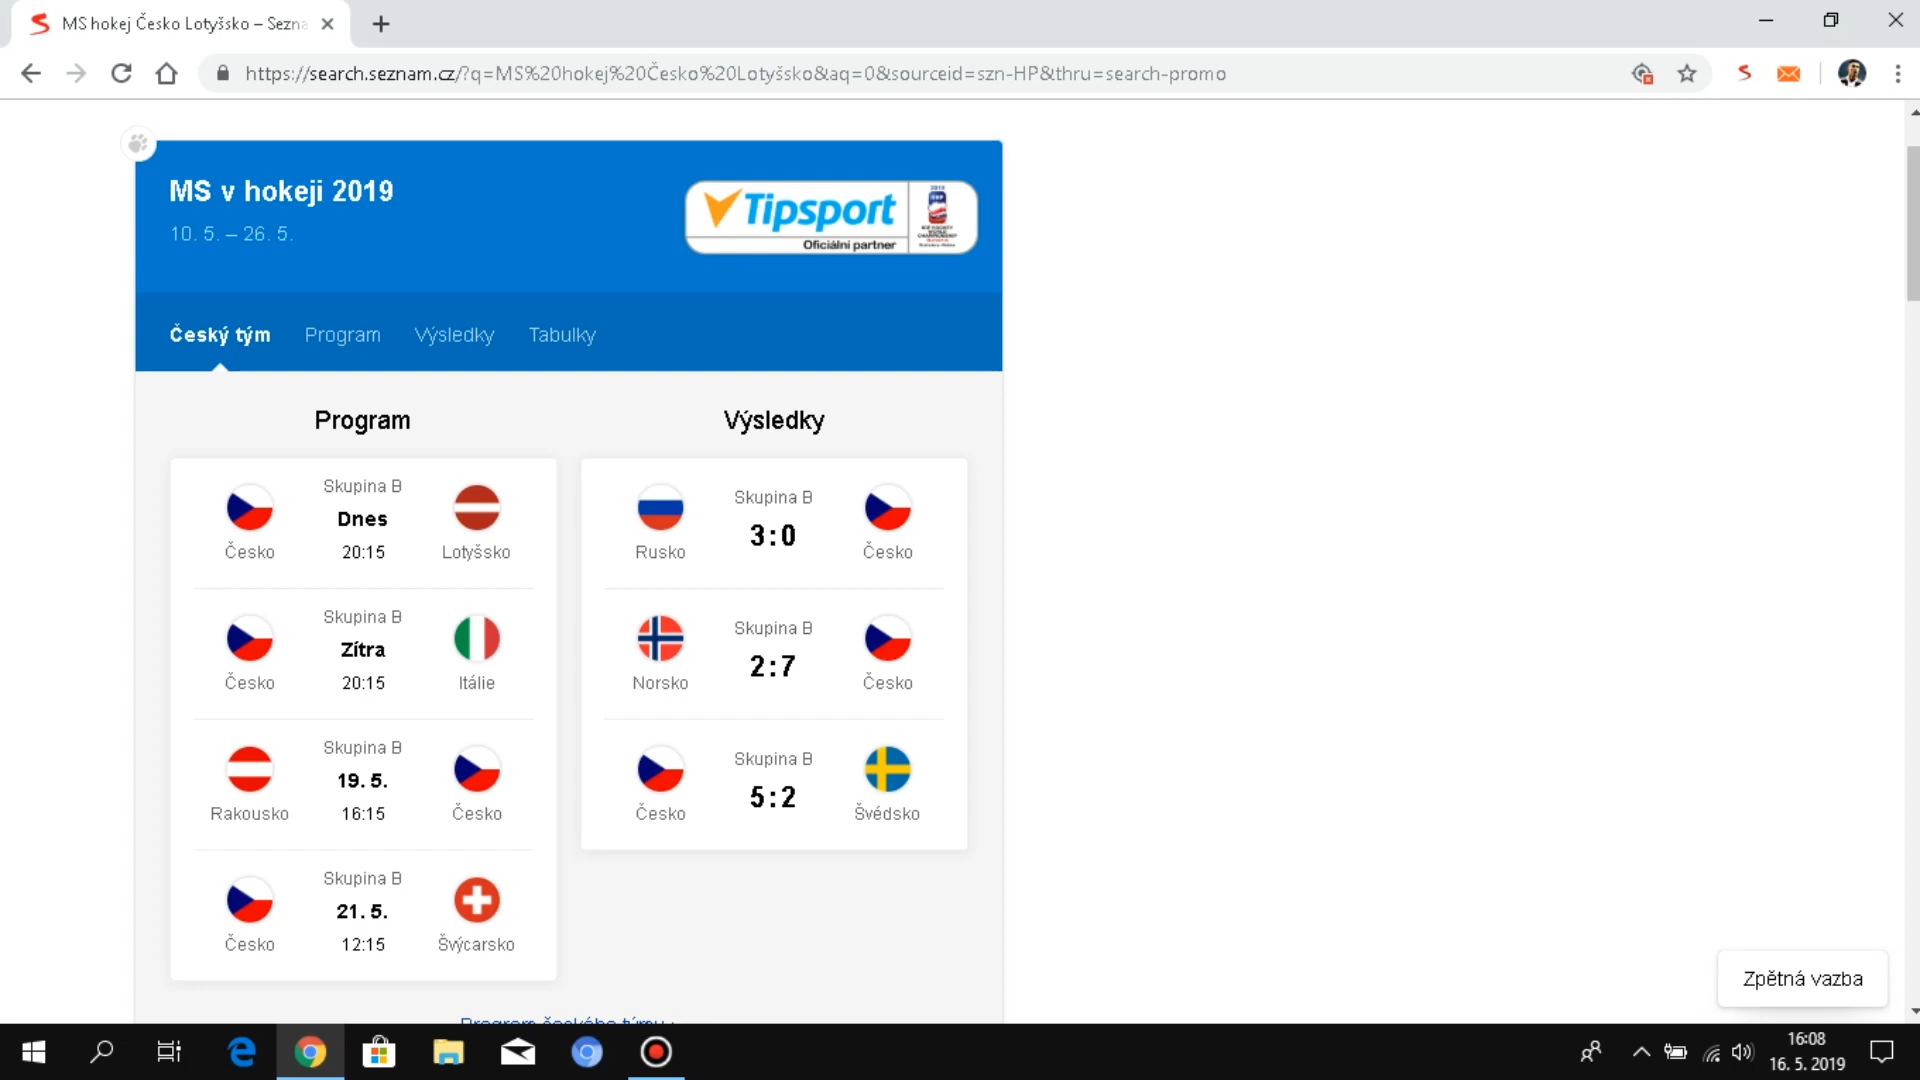 MS hokej Česko Lotyšsko – Sezna
https://search.seznam.cz/?q=MS%20hokej%20Česko%20Lotyšsko&aq=0&sourceid=szn-HP&thru=search-promo
MS v hokeji 2019
10. 5. – 26. 5.
Tipsport
Oficiální partner
Český tým Program Výsledky Tabulky
Program
Skupina B
Dnes
Česko 20:15 Lotyšsko
Skupina B
Zítra
Česko 20:15 Itálie
Skupina B
19. 5.
Rakousko 16:15 Česko
Skupina B
21. 5.
Česko 12:15 Švýcarsko
Výsledky
Skupina B
3:0
Rusko Česko
Skupina B
2:7
Norsko Česko
Skupina B
5:2
Česko Švédsko
Program českého týmu
Zpětná vazba
16:08
16. 5. 2019